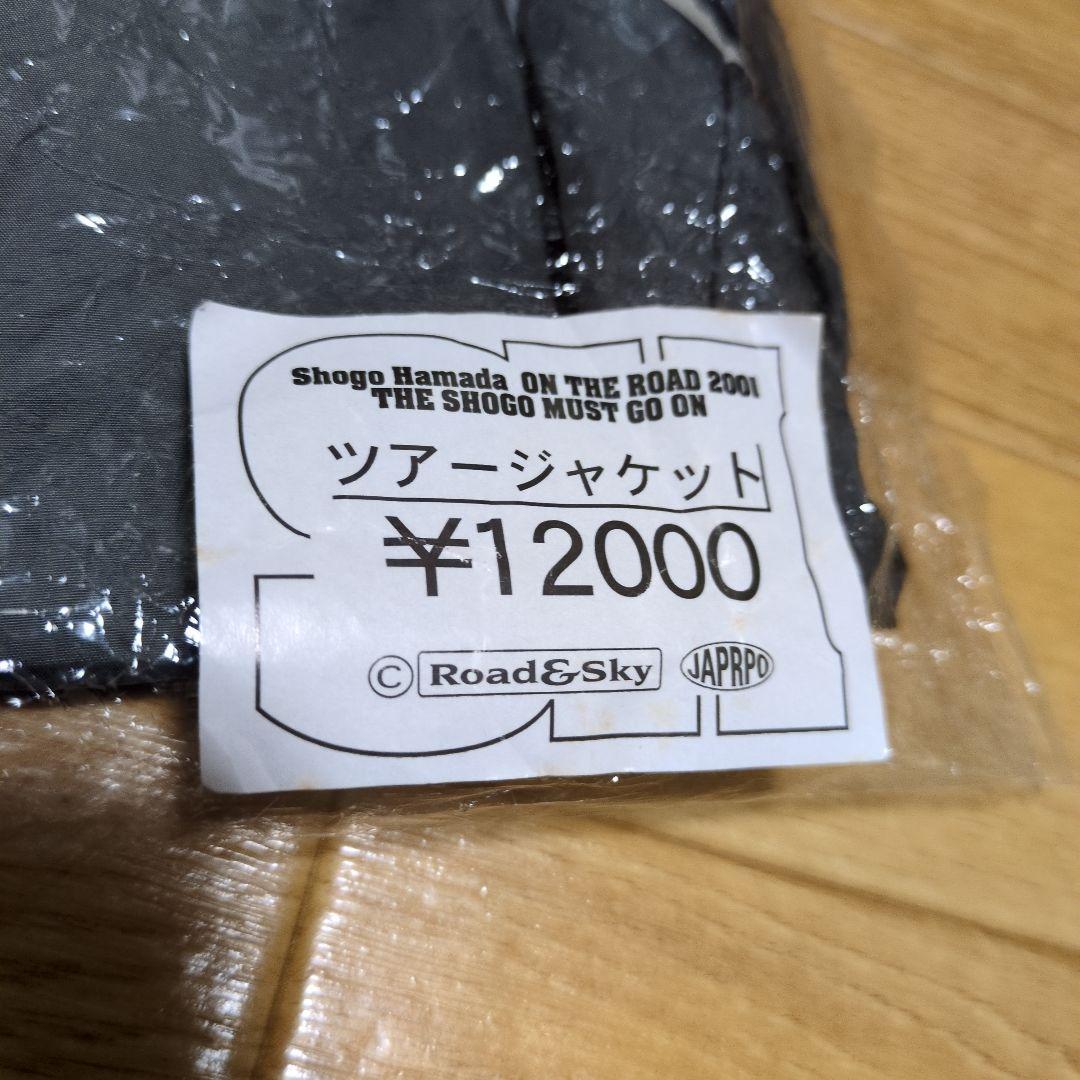 Shogo Hamada ON THE ROAD 2001
THE SHOGO MUST GO ON
ツアージャケット
¥12000
© Road&Sky JAPRPO